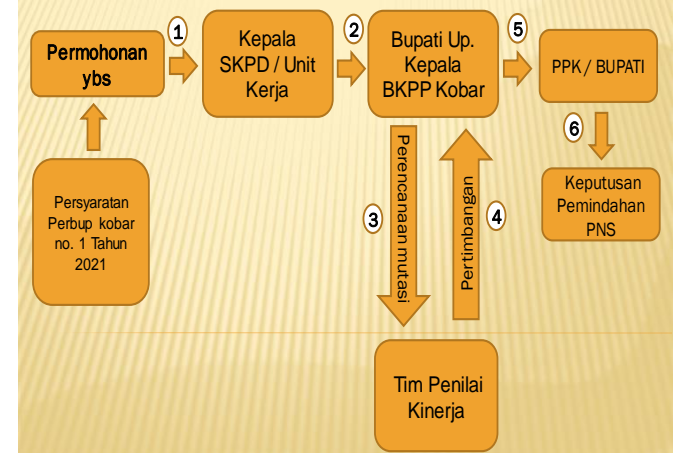 Permohonan
ybs
1
Kepala
SKPD / Unit
Kerja
2
Bupati Up.
Kepala
BKPP Kobar
5
PPK / BUPATI
6
Keputusan
Pemindahan
PNS
Persyaratan
Perbup kobar
no. 1 Tahun
2021
3
Perencanaan mutasi
Pertimbangan
4
Tim Penilai
Kinerja